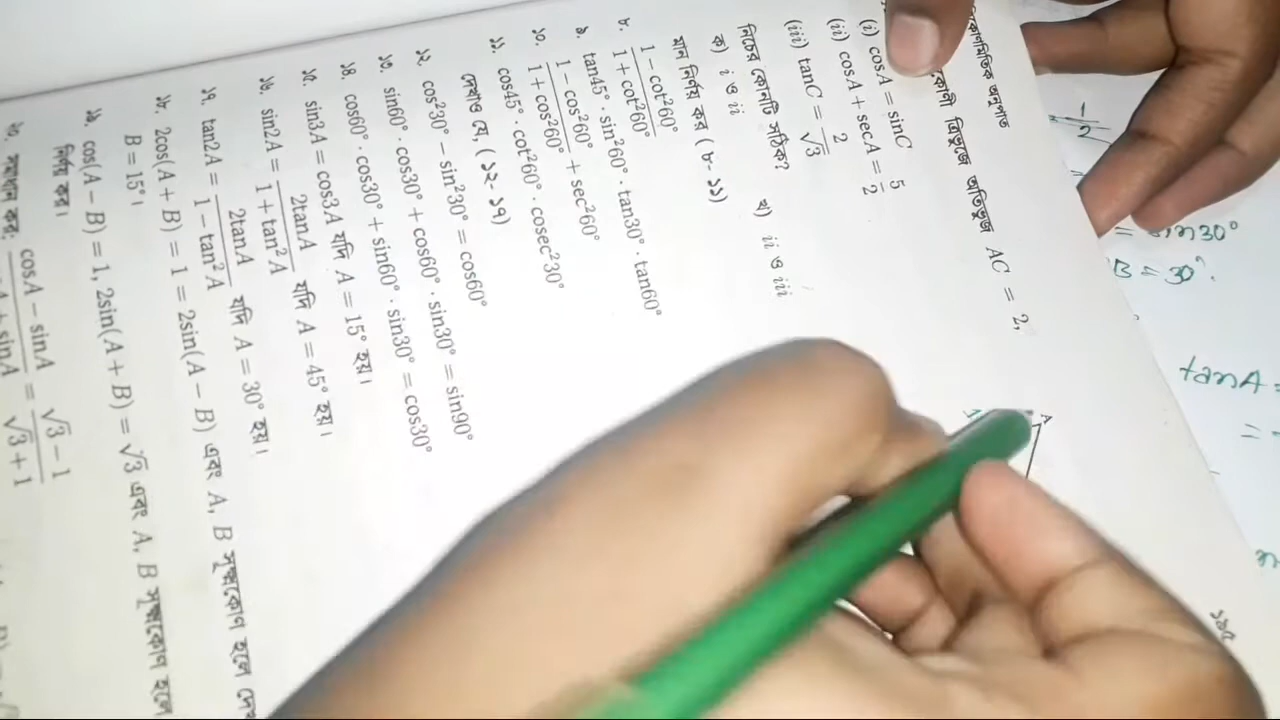 ত্রিভুজে অতিভুজ AC = 2,
(i) cosA = sinC
(ii) cosA + secA = 5/2
(iii) tanC = 2/√3
নিচের কোনটি সঠিক?
ক) i ও ii খ) ii ও iii
মান নির্ণয় কর ( ৮- ১১)
৮. (1 − cot²60°)/(1 + cot²60°)
৯. tan45° · sin²60° · tan30° · tan60°
১০. (1 − cos²60°)/(1 + cos²60°) + sec²60°
১১. cos45° · cot²60° · cosec²30°
দেখাও যে, ( ১২- ১৭)
১২. cos²30° − sin²30° = cos60°
১৩. sin60° · cos30° + cos60° · sin30° = sin90°
১৪. cos60° · cos30° + sin60° · sin30° = cos30°
১৫. sin3A = cos3A যদি A = 15° হয়।
১৬. sin2A = 2tanA/(1 + tan²A) যদি A = 45° হয়।
১৭. tan2A = 2tanA/(1 − tan²A) যদি A = 30° হয়।
১৮. 2cos(A + B) = 1 = 2sin(A − B) এবং A, B সূক্ষ্মকোণ হলে
B = 15°।
১৯. cos(A − B) = 1, 2sin(A + B) = √3 এবং A, B সূক্ষ্মকোণ হলে
নির্ণয় কর।
২০. সমাধান কর: (cosA − sinA)/(cosA + sinA) = (√3 − 1)/(√3 + 1)
A
30°
B = 30°
tanA =
=